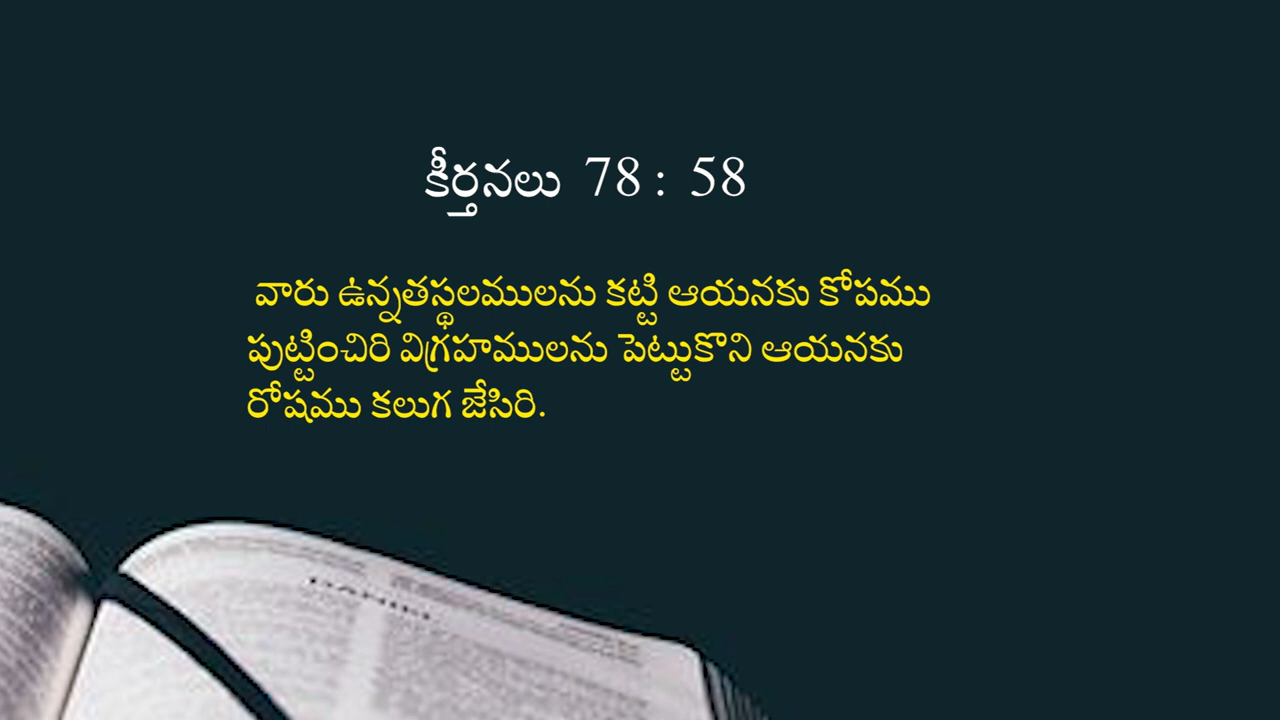 కీర్తనలు 78 : 58
వారు ఉన్నతస్థలములను కట్టి ఆయనకు కోపము
పుట్టించిరి విగ్రహములను పెట్టుకొని ఆయనకు
రోషము కలుగ జేసిరి.